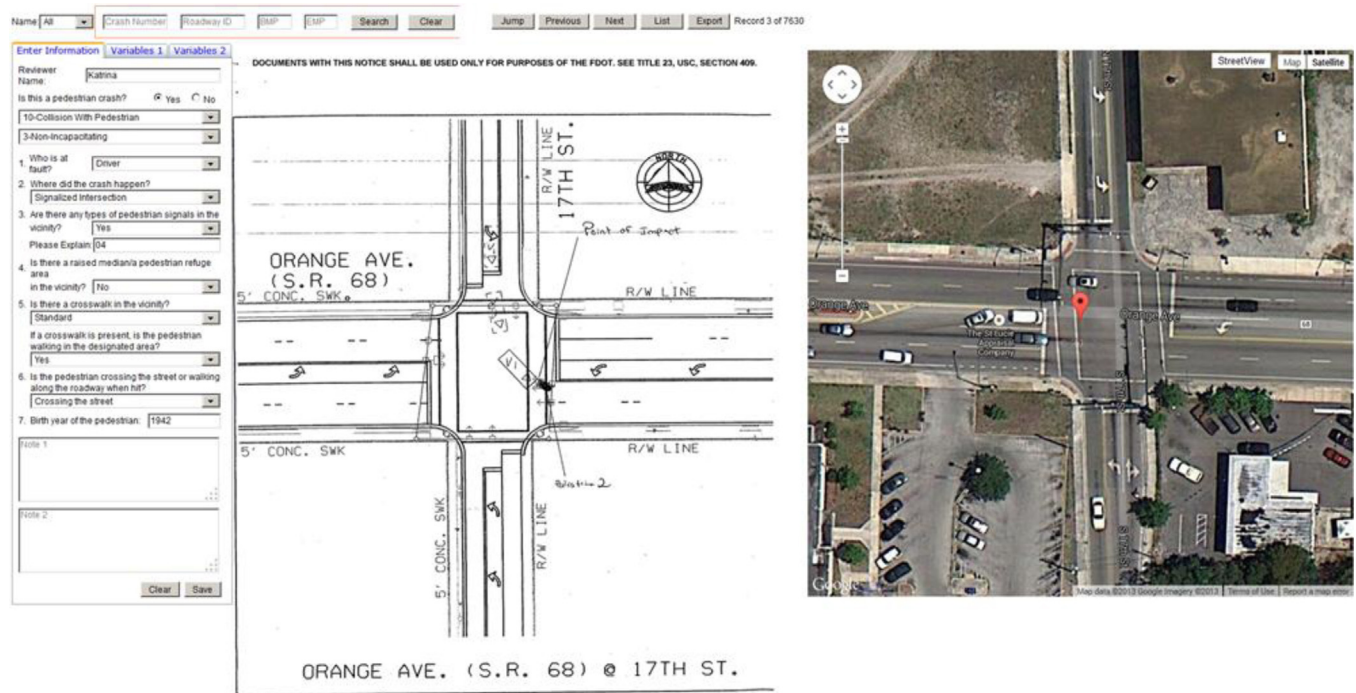 Name: All Crash Number Roadway ID BMP EMP Search Clear Jump Previous Next List Export Record 3 of 7630
Enter Information Variables 1 Variables 2
Reviewer Name: Katrina
Is this a pedestrian crash? Yes No
10-Collision With Pedestrian
3-Non-Incapacitating
1. Who is at fault? Driver
2. Where did the crash happen?
Signalized Intersection
3. Are there any types of pedestrian signals in the
vicinity? Yes
Please Explain: 04
4. Is there a raised median/a pedestrian refuge
area
in the vicinity? No
5. Is there a crosswalk in the vicinity?
Standard
If a crosswalk is present, is the pedestrian
walking in the designated area?
Yes
6. Is the pedestrian crossing the street or walking
along the roadway when hit?
Crossing the street
7. Birth year of the pedestrian: 1942
Note 1
Note 2
Clear Save
DOCUMENTS WITH THIS NOTICE SHALL BE USED ONLY FOR PURPOSES OF THE FDOT. SEE TITLE 23, USC, SECTION 409.
R/W LINE
17TH ST.
NORTH
Point of Impact
ORANGE AVE.
(S.R. 68)
5' CONC. SWK.
R/W LINE
V1
5' CONC. SWK
R/W LINE
5' CONC. SWK
R/W LINE
ORANGE AVE. (S.R. 68) @ 17TH ST.
StreetView Map Satellite
Orange Ave
Orange Ave
68
The St Lucie
Appraisal
Company
Google
Map data ©2013 Google Imagery ©2013 Terms of Use Report a map error